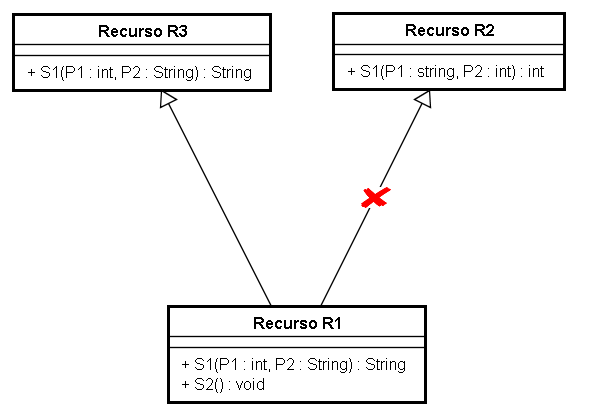 Recurso R3
+ S1(P1 : int, P2 : String) : String
Recurso R2
+ S1(P1 : string, P2 : int) : int
Recurso R1
+ S1(P1 : int, P2 : String) : String
+ S2() : void